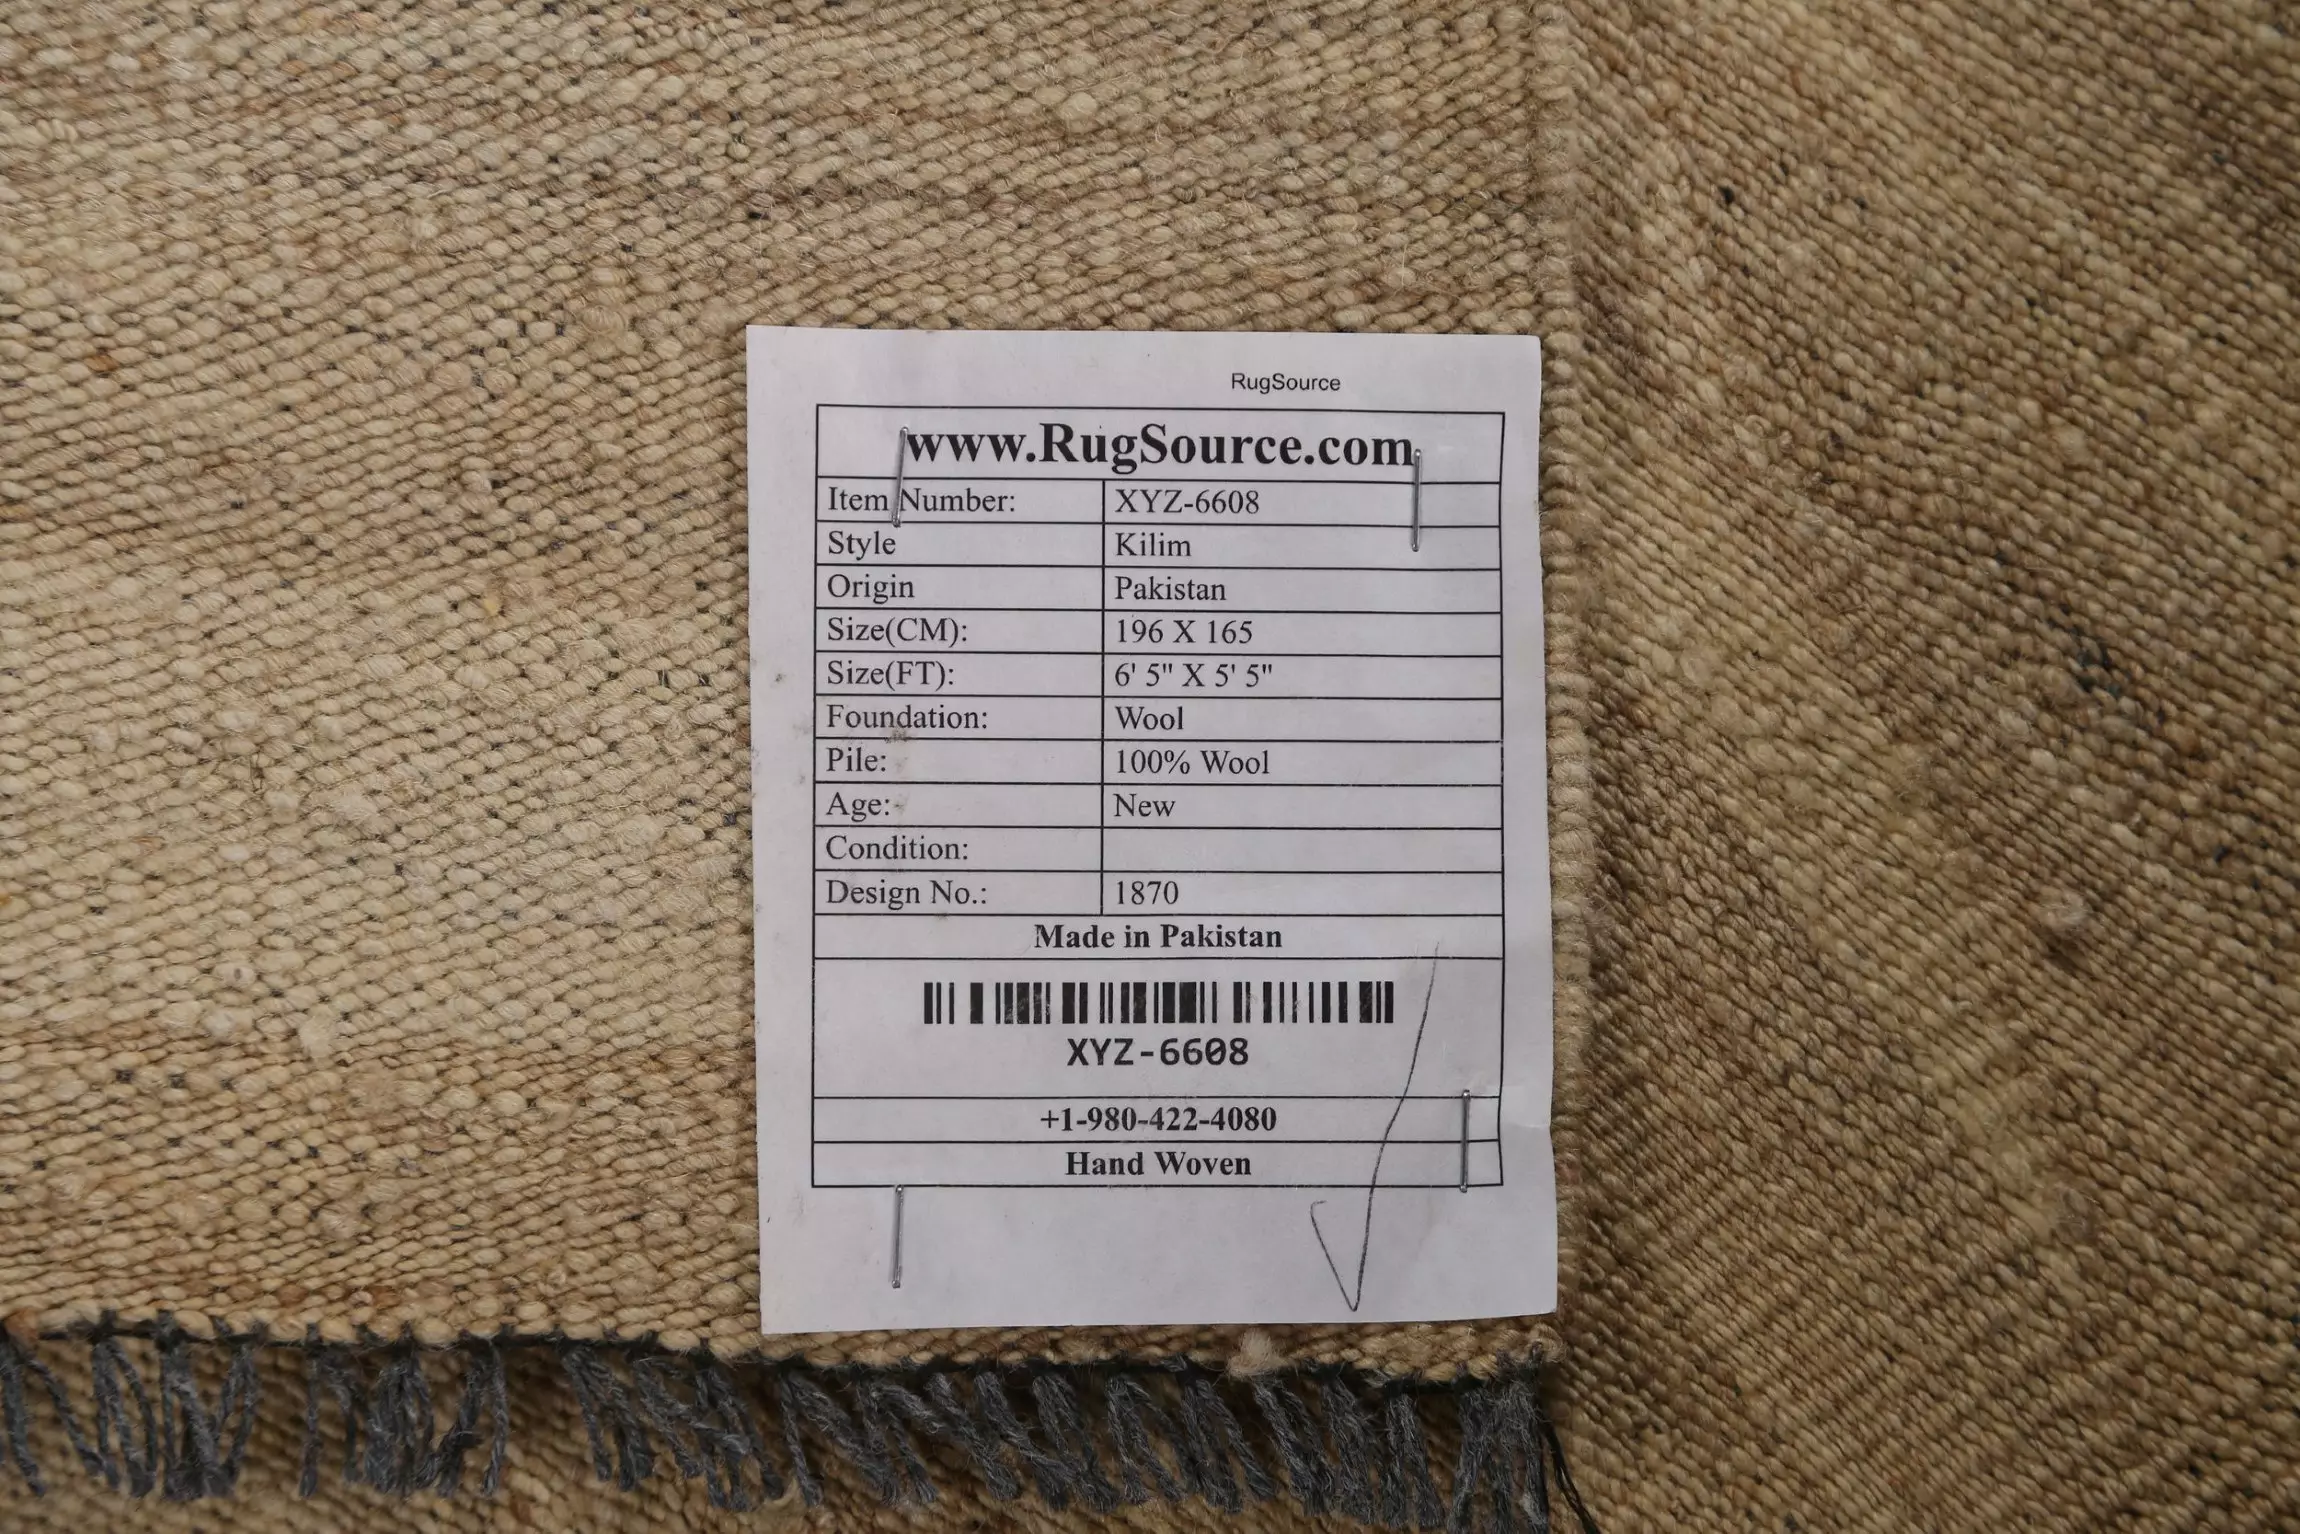 RugSource
www.RugSource.com
Item Number: XYZ-6608
Style Kilim
Origin Pakistan
Size(CM): 196 X 165
Size(FT): 6' 5" X 5' 5"
Foundation: Wool
Pile: 100% Wool
Age: New
Condition:
Design No.: 1870
Made in Pakistan
XYZ-6608
+1-980-422-4080
Hand Woven